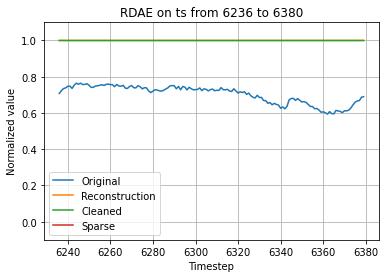 RDAE on ts from 6236 to 6380
Normalized value
1.0
0.8
0.6
0.4
0.2
0.0
Original
Reconstruction
Cleaned
Sparse
6240 6260 6280 6300 6320 6340 6360 6380
Timestep